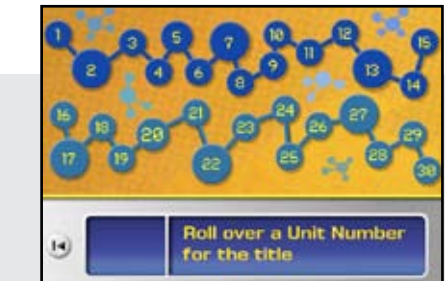 1 2 3 4 5 6 7 8 9 10 11 12 13 14 15
16 17 18 19 20 21 22 23 24 25 26 27 28 29 30
Roll over a Unit Number
for the title